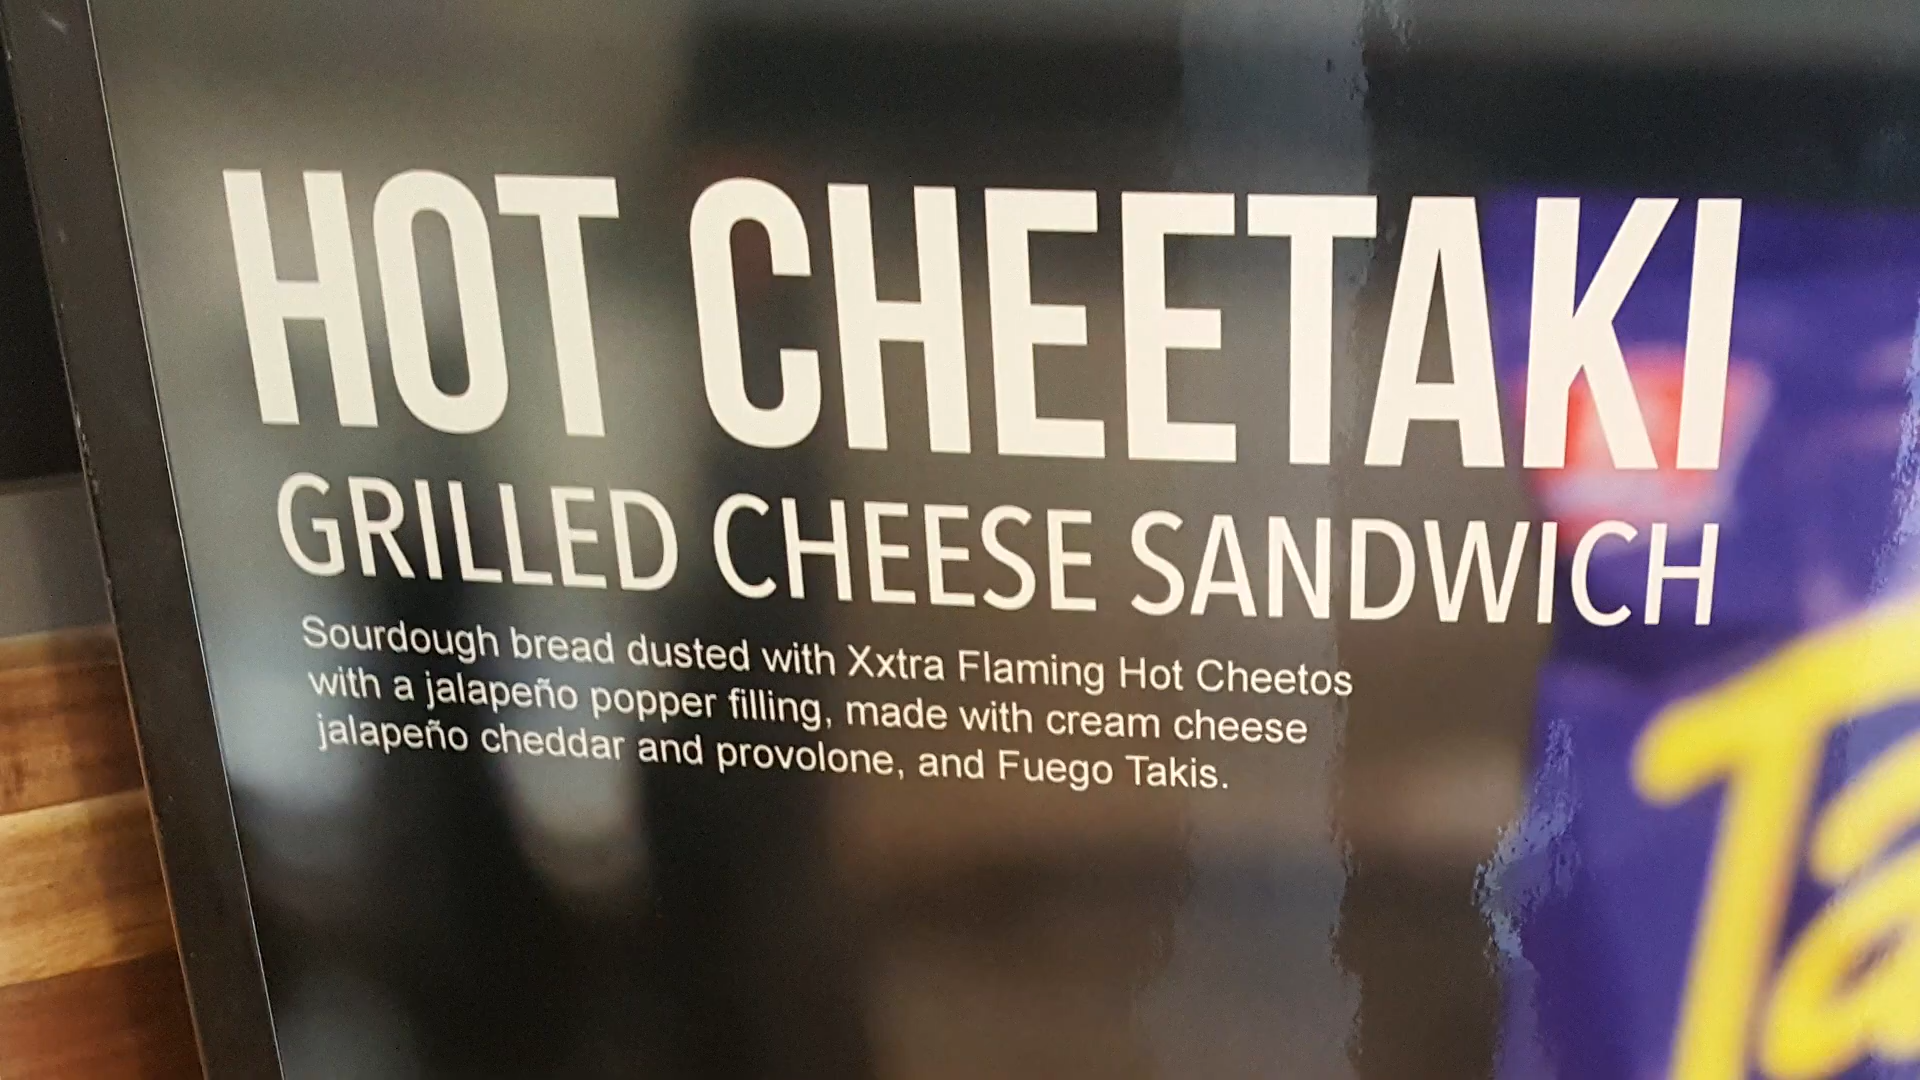 HOT CHEETAKI
GRILLED CHEESE SANDWICH
Sourdough bread dusted with Xxtra Flaming Hot Cheetos
with a jalapeño popper filling, made with cream cheese
jalapeño cheddar and provolone, and Fuego Takis.
Ta